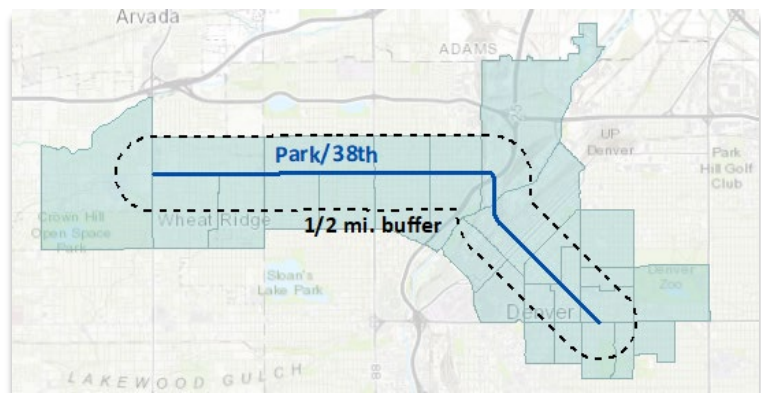 Arvada
ADAMS
Park/38th
UP
Denver
Park
Hill Golf
Club
Crown Hill
Open Space
Park
Wheat Ridge
1/2 mi. buffer
Sloan's
Lake Park
Denver
Zoo
Denver
LAKEWOOD GULCH
88